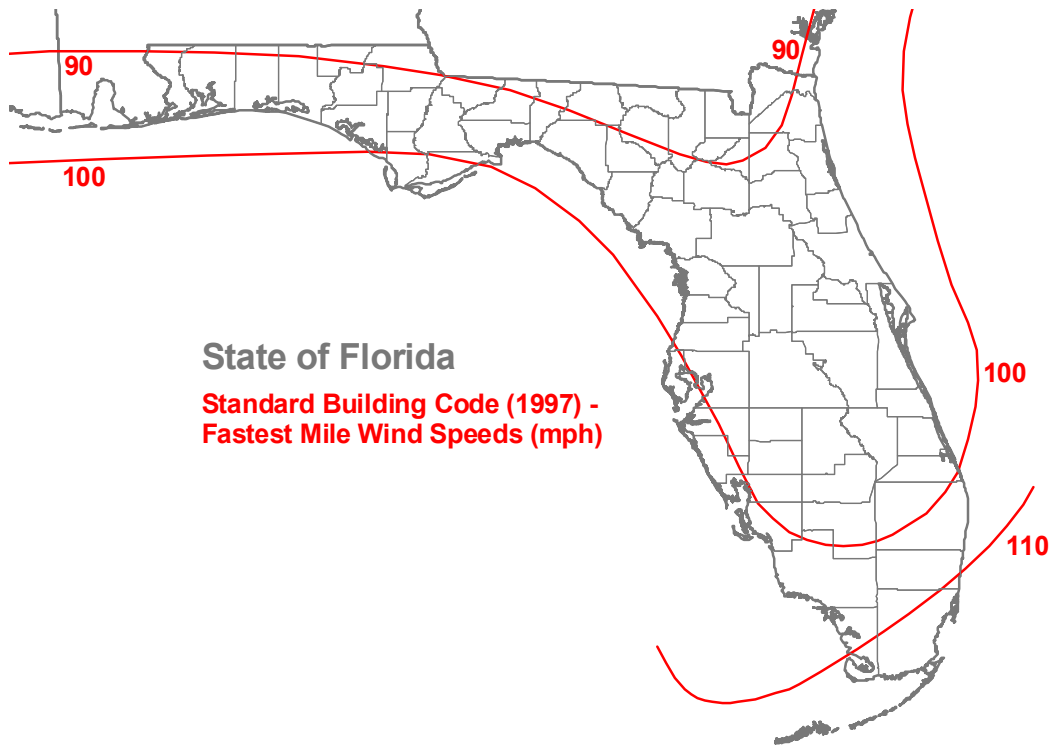 90
90
100
State of Florida
Standard Building Code (1997) -
Fastest Mile Wind Speeds (mph)
100
110